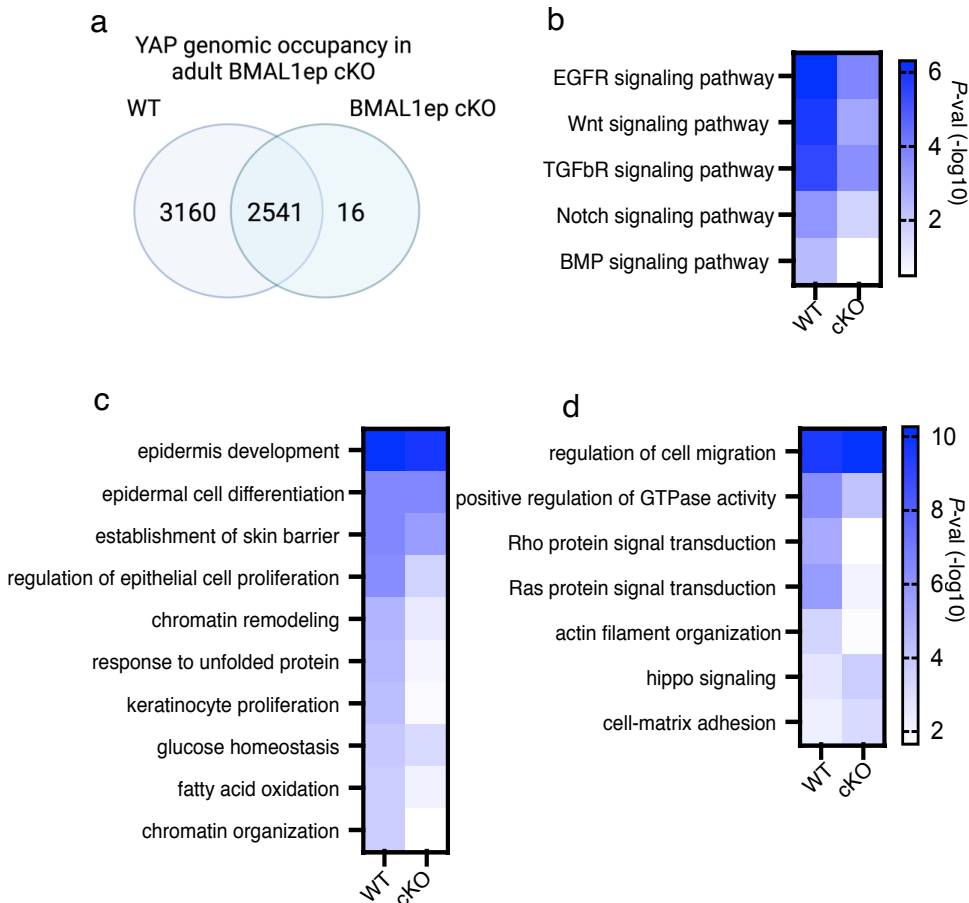 a
YAP genomic occupancy in
adult BMAL1ep cKO
WT
BMAL1ep cKO
3160
2541
16
b
EGFR signaling pathway
Wnt signaling pathway
TGFbR signaling pathway
Notch signaling pathway
BMP signaling pathway
WT
cKO
6
4
2
P-val (-log10)
c
epidermis development
epidermal cell differentiation
establishment of skin barrier
regulation of epithelial cell proliferation
chromatin remodeling
response to unfolded protein
keratinocyte proliferation
glucose homeostasis
fatty acid oxidation
chromatin organization
WT
cKO
d
regulation of cell migration
positive regulation of GTPase activity
Rho protein signal transduction
Ras protein signal transduction
actin filament organization
hippo signaling
cell-matrix adhesion
WT
cKO
10
8
6
4
2
P-val (-log10)